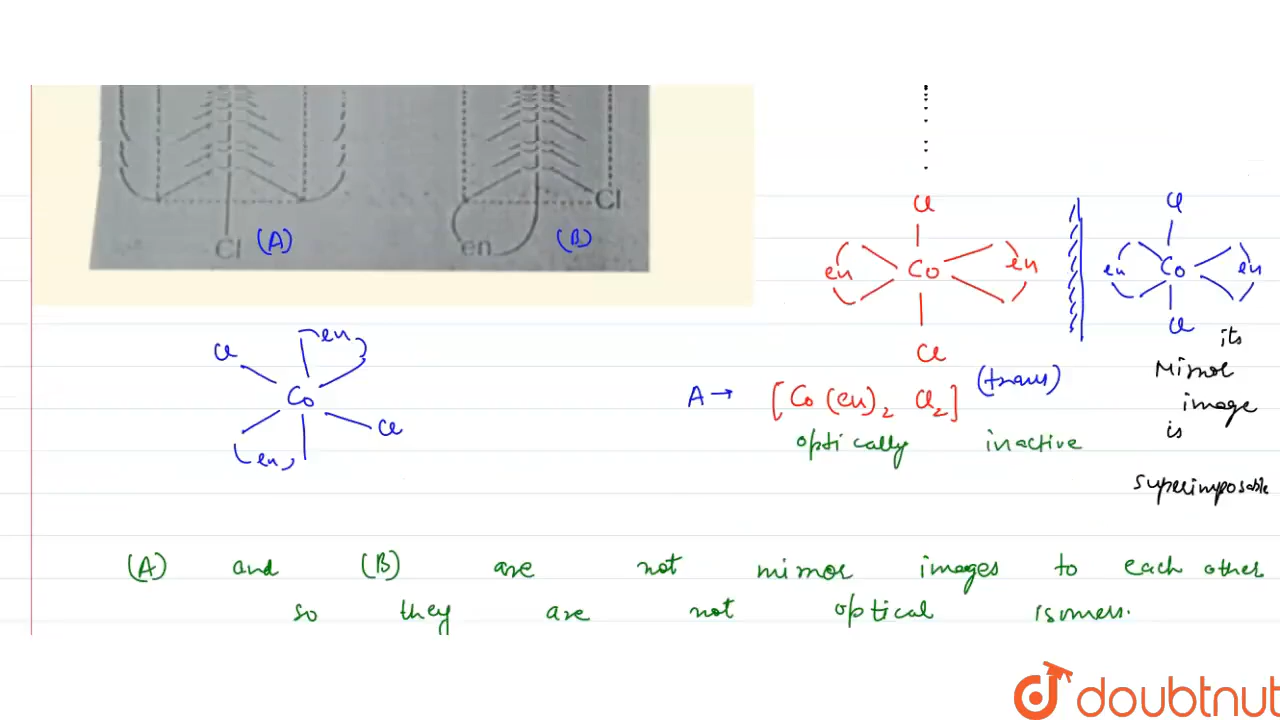 Cl
(A)
en
Cl
(B)
Cl
en Co en
Cl
Cl
en Co en
Cl
its
Mirror
image
is
superimposable
Cl en
Co
en Cl
A → [Co(en)2 Cl2] (trans)
optically inactive
(A) and (B) are not mirror images to each other
so they are not optical isomers.
doubtnut